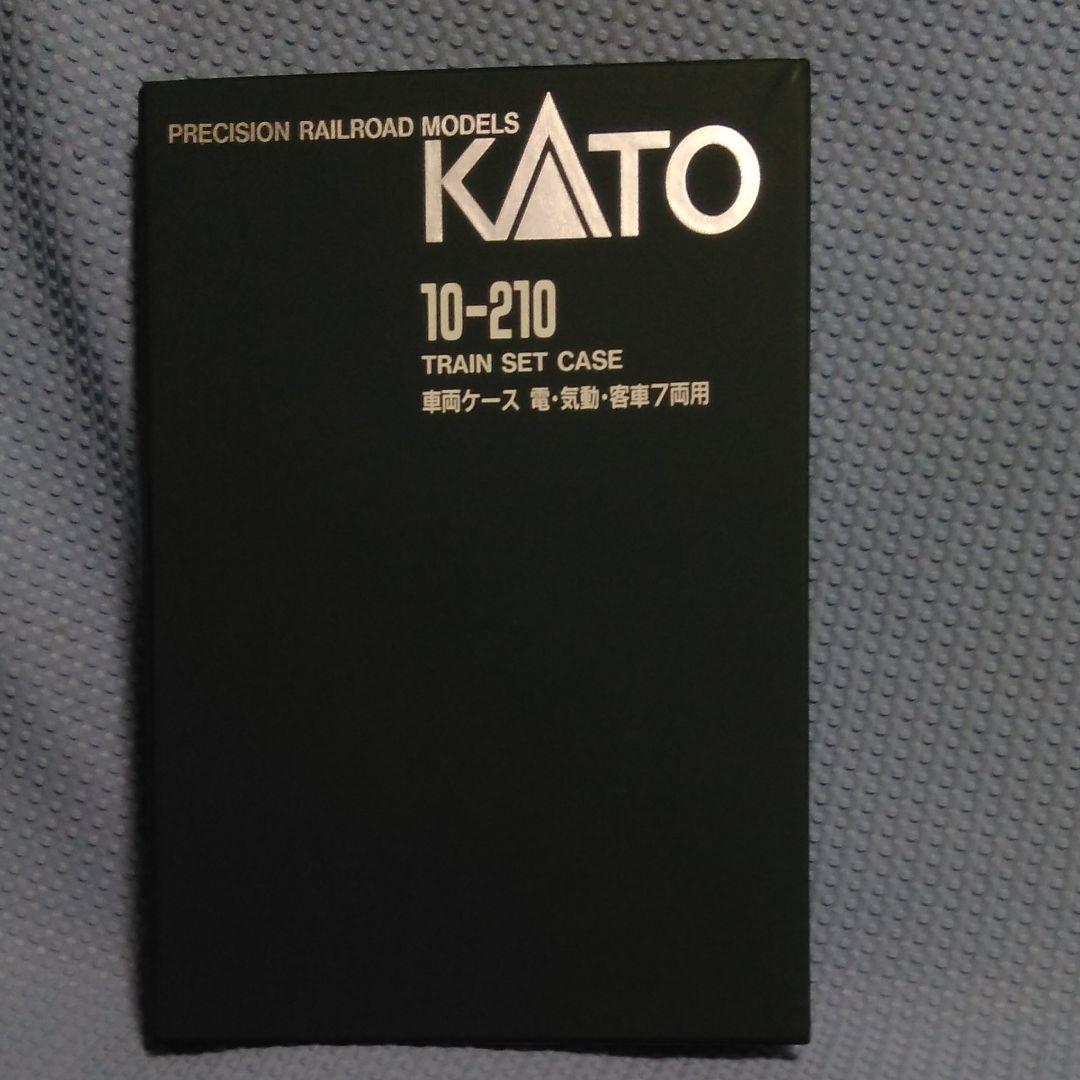 PRECISION RAILROAD MODELS
KATO
10-210
TRAIN SET CASE
車両ケース 電・気動・客車7両用